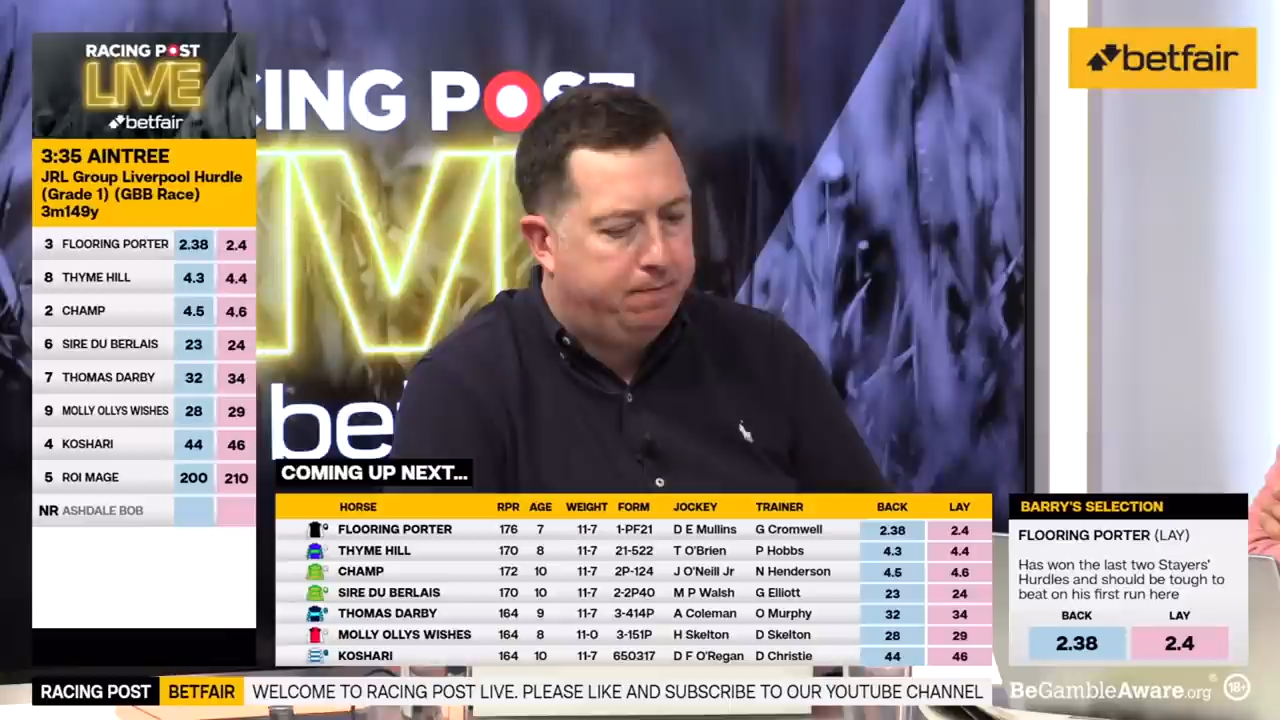 RACING POST
LIVE
betfair
3:35 AINTREE
JRL Group Liverpool Hurdle
(Grade 1) (GBB Race)
3m149y
3 FLOORING PORTER 2.38 2.4
8 THYME HILL 4.3 4.4
2 CHAMP 4.5 4.6
6 SIRE DU BERLAIS 23 24
7 THOMAS DARBY 32 34
9 MOLLY OLLYS WISHES 28 29
4 KOSHARI 44 46
5 ROI MAGE 200 210
NR ASHDALE BOB
CING POST
IVE
be
betfair
COMING UP NEXT...
HORSE RPR AGE WEIGHT FORM JOCKEY TRAINER BACK LAY
FLOORING PORTER 176 7 11-7 1-PF21 D E Mullins G Cromwell 2.38 2.4
THYME HILL 170 8 11-7 21-522 T O'Brien P Hobbs 4.3 4.4
CHAMP 172 10 11-7 2P-124 J O'Neill Jr N Henderson 4.5 4.6
SIRE DU BERLAIS 170 10 11-7 2-2P40 M P Walsh G Elliott 23 24
THOMAS DARBY 164 9 11-7 3-414P A Coleman O Murphy 32 34
MOLLY OLLYS WISHES 164 8 11-0 3-151P H Skelton D Skelton 28 29
KOSHARI 164 10 11-7 650317 D F O'Regan D Christie 44 46
BARRY'S SELECTION
FLOORING PORTER (LAY)
Has won the last two Stayers'
Hurdles and should be tough to
beat on his first run here
BACK LAY
2.38 2.4
RACING POST BETFAIR WELCOME TO RACING POST LIVE. PLEASE LIKE AND SUBSCRIBE TO OUR YOUTUBE CHANNEL
BeGambleAware.org® 18+